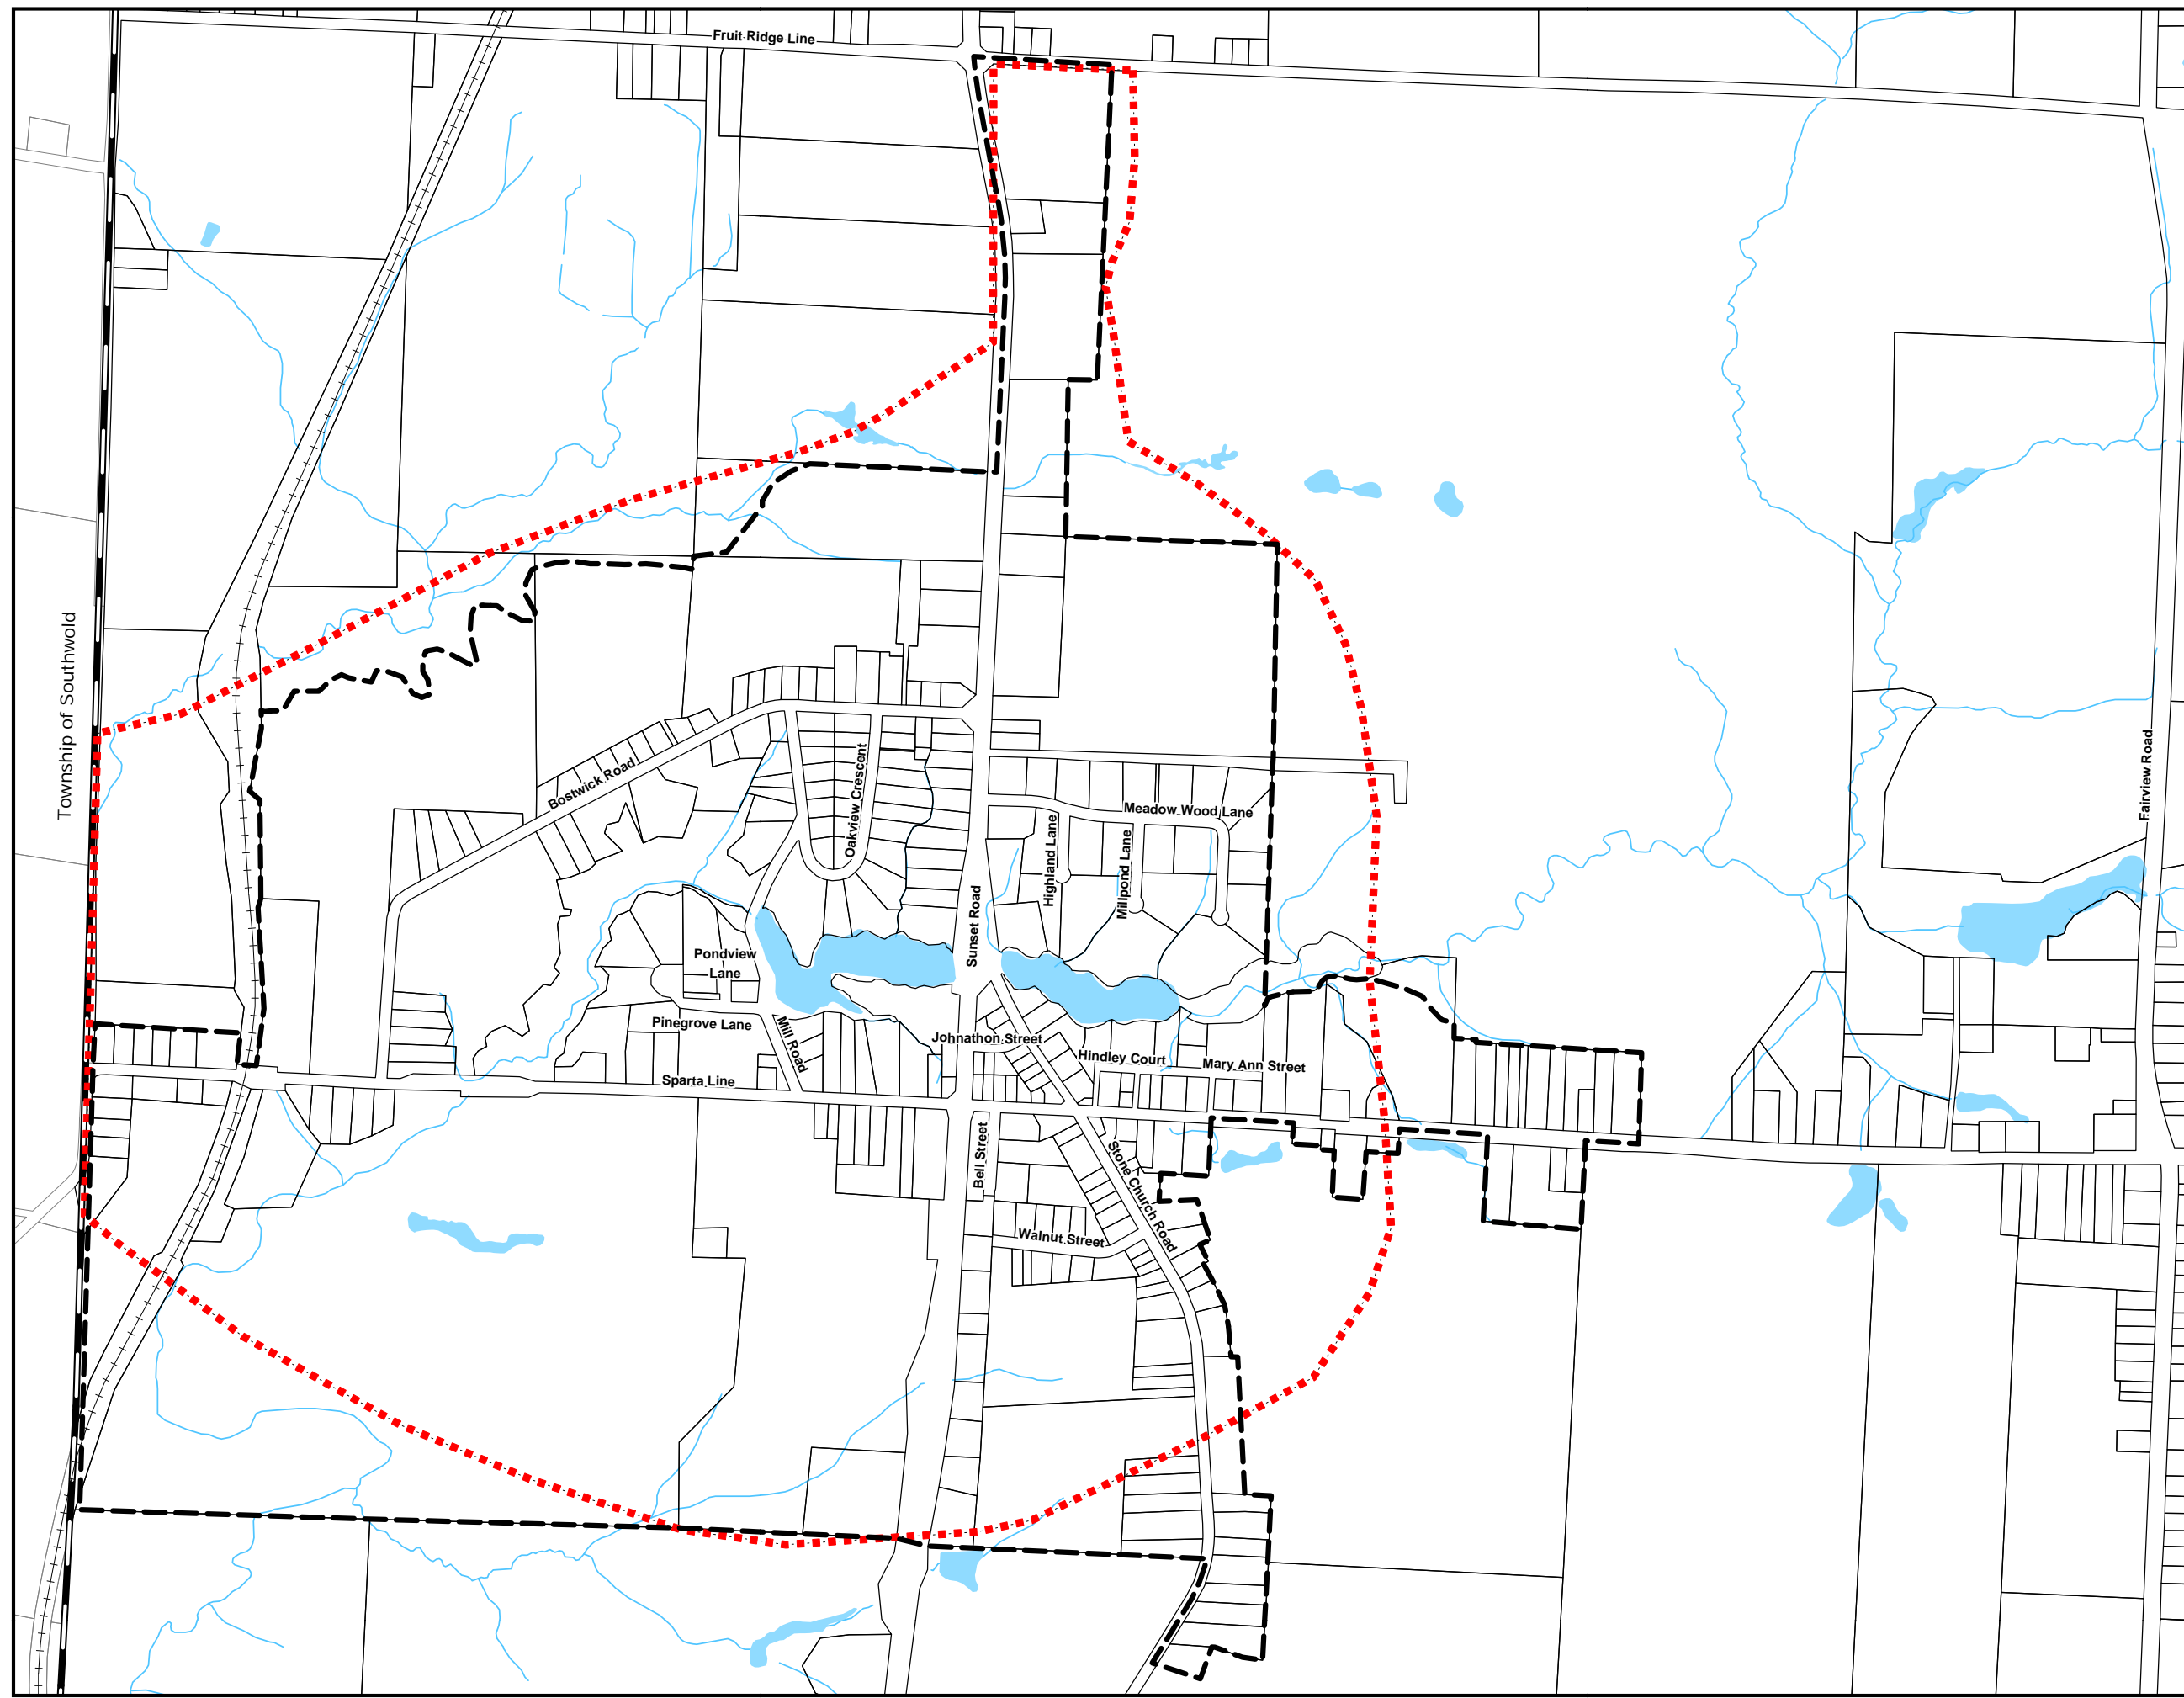 Fruit Ridge Line
Township of Southwold
Fairview Road
Bostwick Road
Oakview Crescent
Meadow Wood Lane
Highland Lane
Millpond Lane
Sunset Road
Pondview
Lane
Pinegrove Lane
Mill Road
Johnathon Street
Hindley Court
Mary Ann Street
Sparta Line
Bell Street
Stone Church Road
Walnut Street